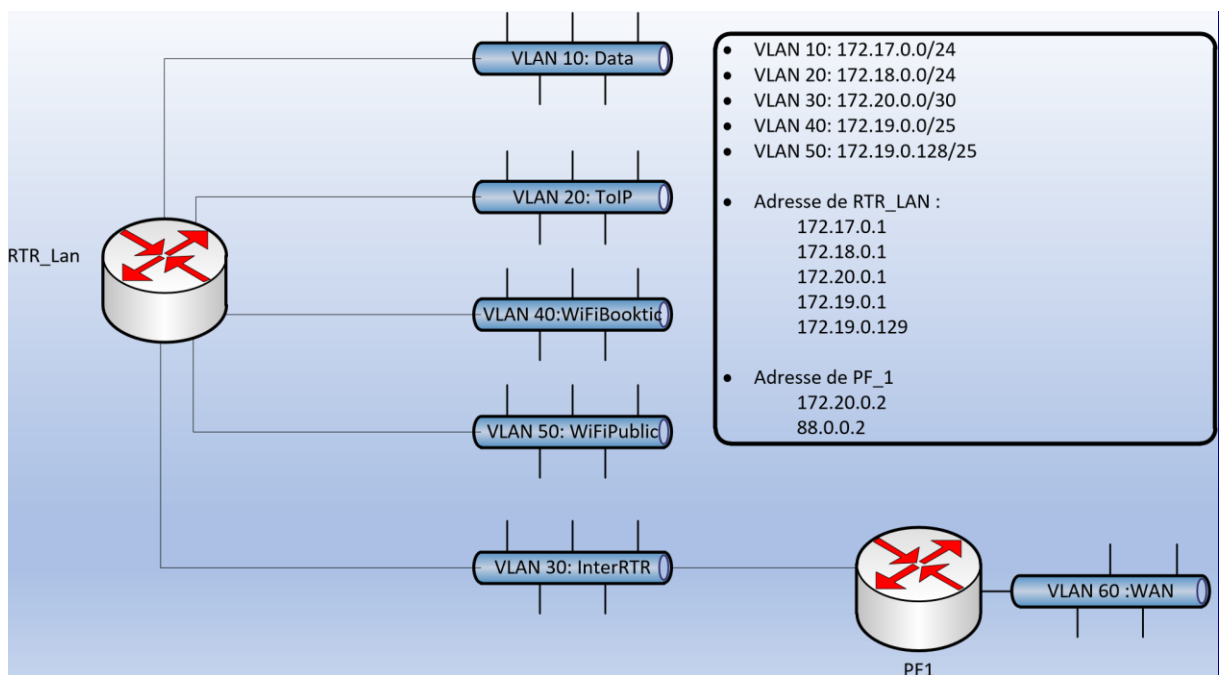 VLAN 10: Data
VLAN 20: ToIP
RTR_Lan
VLAN 40:WiFiBooktic
VLAN 50: WiFiPublic
VLAN 30: InterRTR
VLAN 60 :WAN
PF1
• VLAN 10: 172.17.0.0/24
• VLAN 20: 172.18.0.0/24
• VLAN 30: 172.20.0.0/30
• VLAN 40: 172.19.0.0/25
• VLAN 50: 172.19.0.128/25
• Adresse de RTR_LAN :
172.17.0.1
172.18.0.1
172.20.0.1
172.19.0.1
172.19.0.129
• Adresse de PF_1
172.20.0.2
88.0.0.2